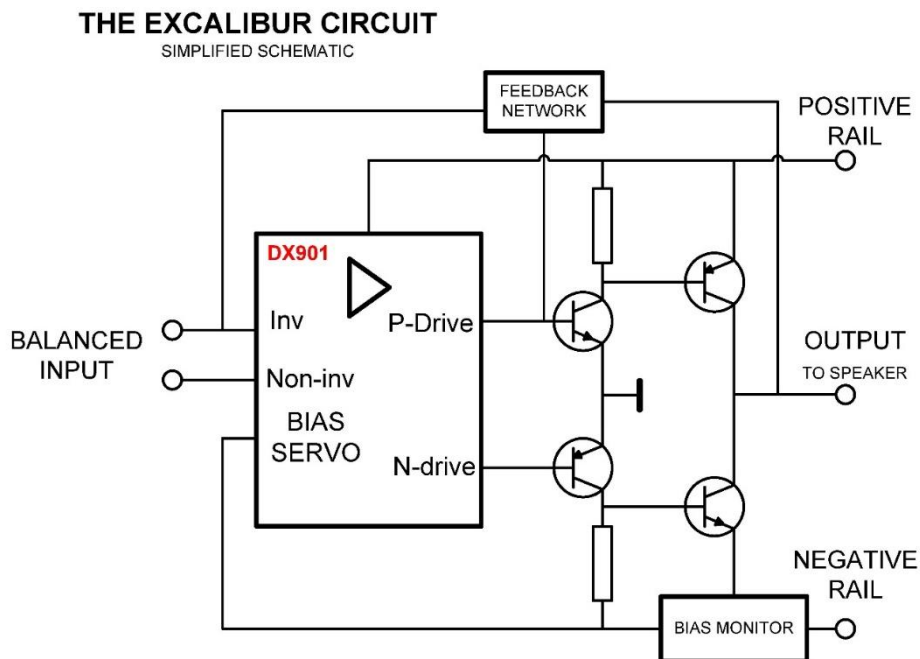 THE EXCALIBUR CIRCUIT
SIMPLIFIED SCHEMATIC
FEEDBACK
NETWORK
POSITIVE
RAIL
DX901
Inv
P-Drive
BALANCED
INPUT
Non-inv
BIAS
SERVO
N-drive
OUTPUT
TO SPEAKER
NEGATIVE
RAIL
BIAS MONITOR